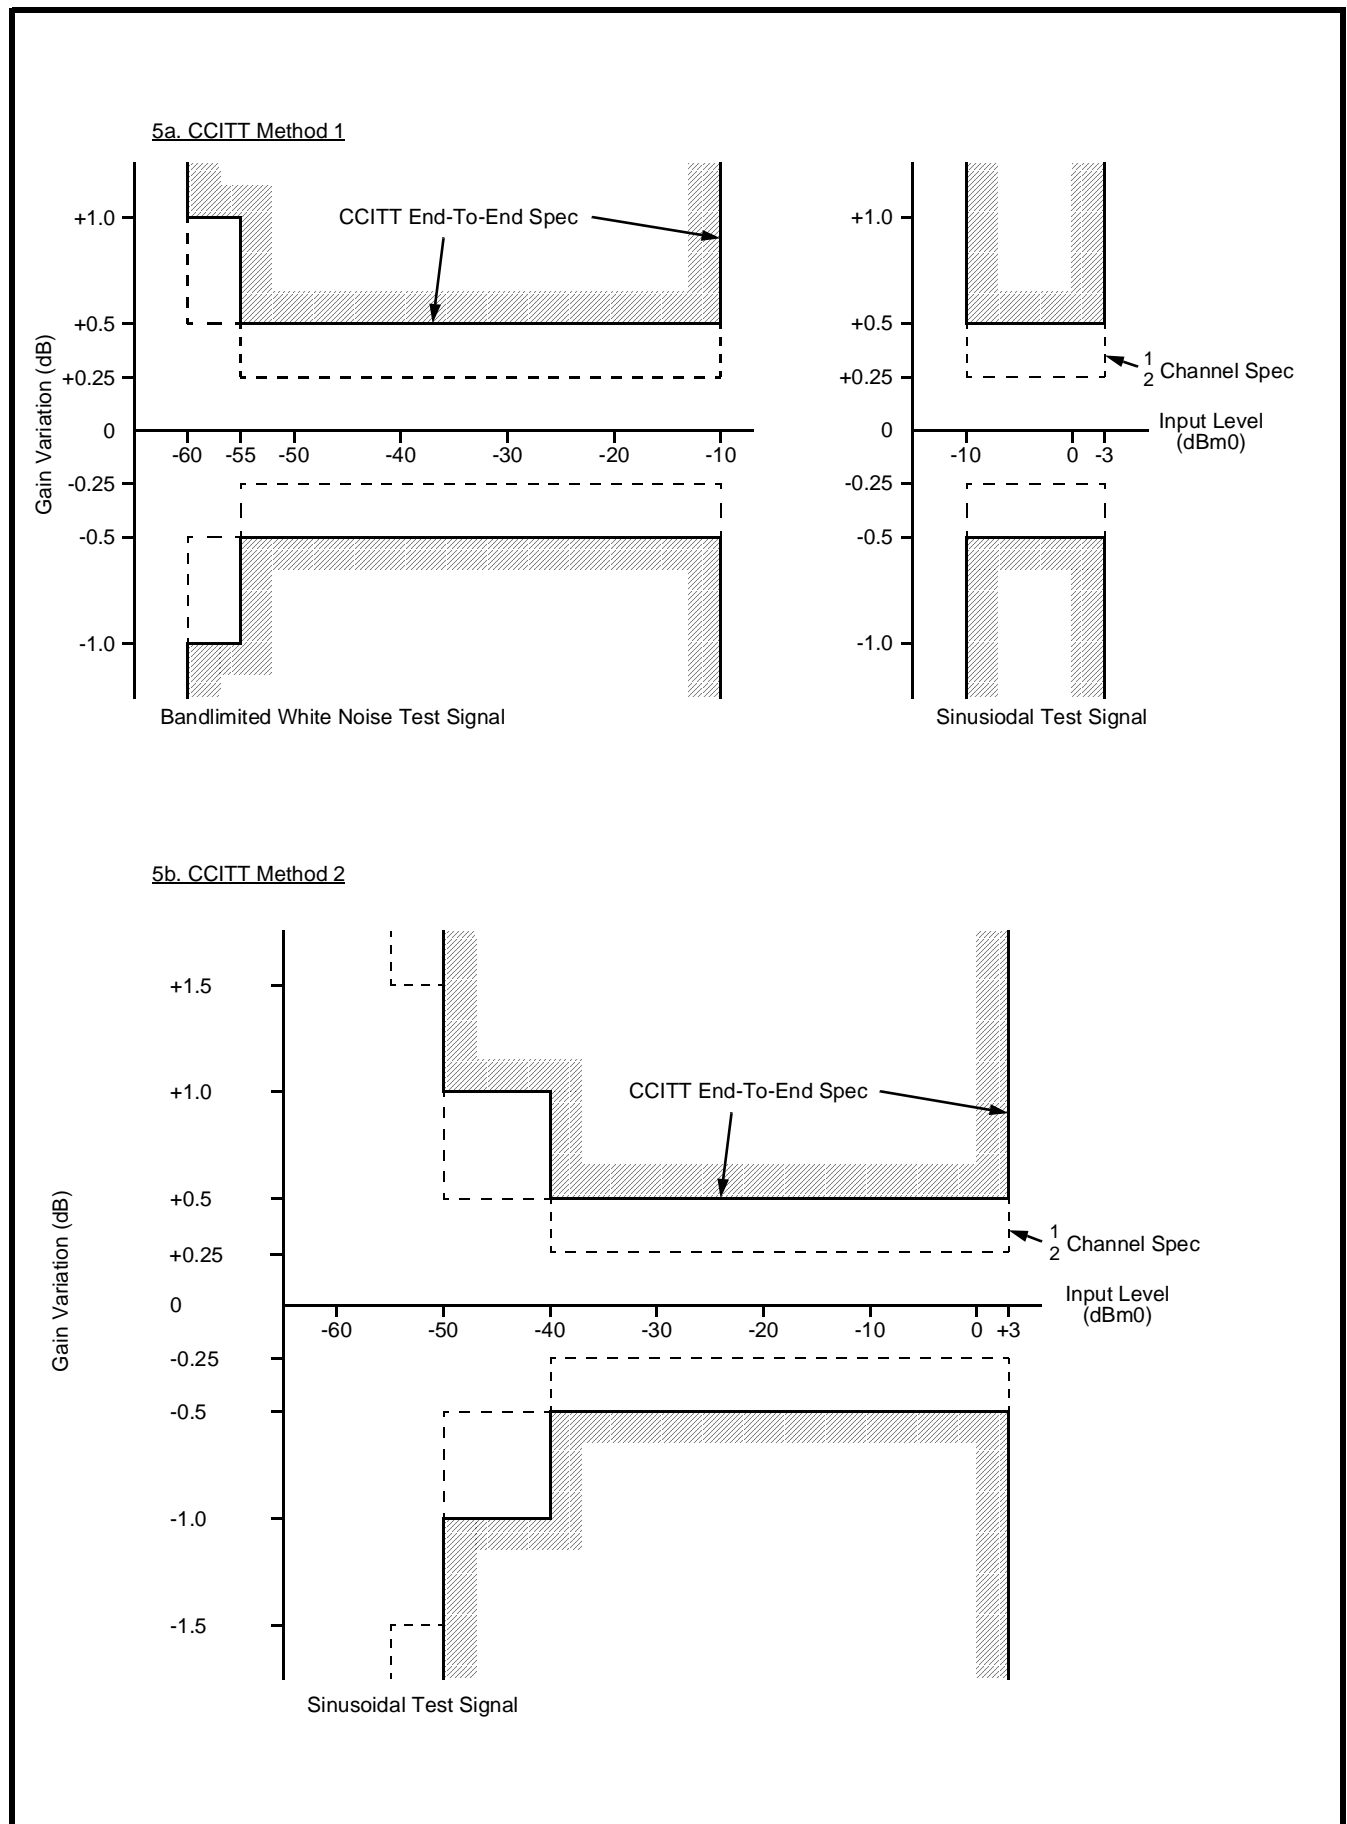 5a. CCITT Method 1
CCITT End-To-End Spec
+1.0
+0.5
+0.25
0
-0.25
-0.5
-1.0
Gain Variation (dB)
-60 -55 -50 -40 -30 -20 -10
Bandlimited White Noise Test Signal
+1.0
+0.5
+0.25
0
-0.25
-0.5
-1.0
1
2 Channel Spec
Input Level
(dBm0)
-10 0 -3
Sinusiodal Test Signal
5b. CCITT Method 2
+1.5
+1.0
+0.5
+0.25
0
-0.25
-0.5
-1.0
-1.5
Gain Variation (dB)
CCITT End-To-End Spec
1
2 Channel Spec
Input Level
(dBm0)
-60 -50 -40 -30 -20 -10 0 +3
Sinusoidal Test Signal